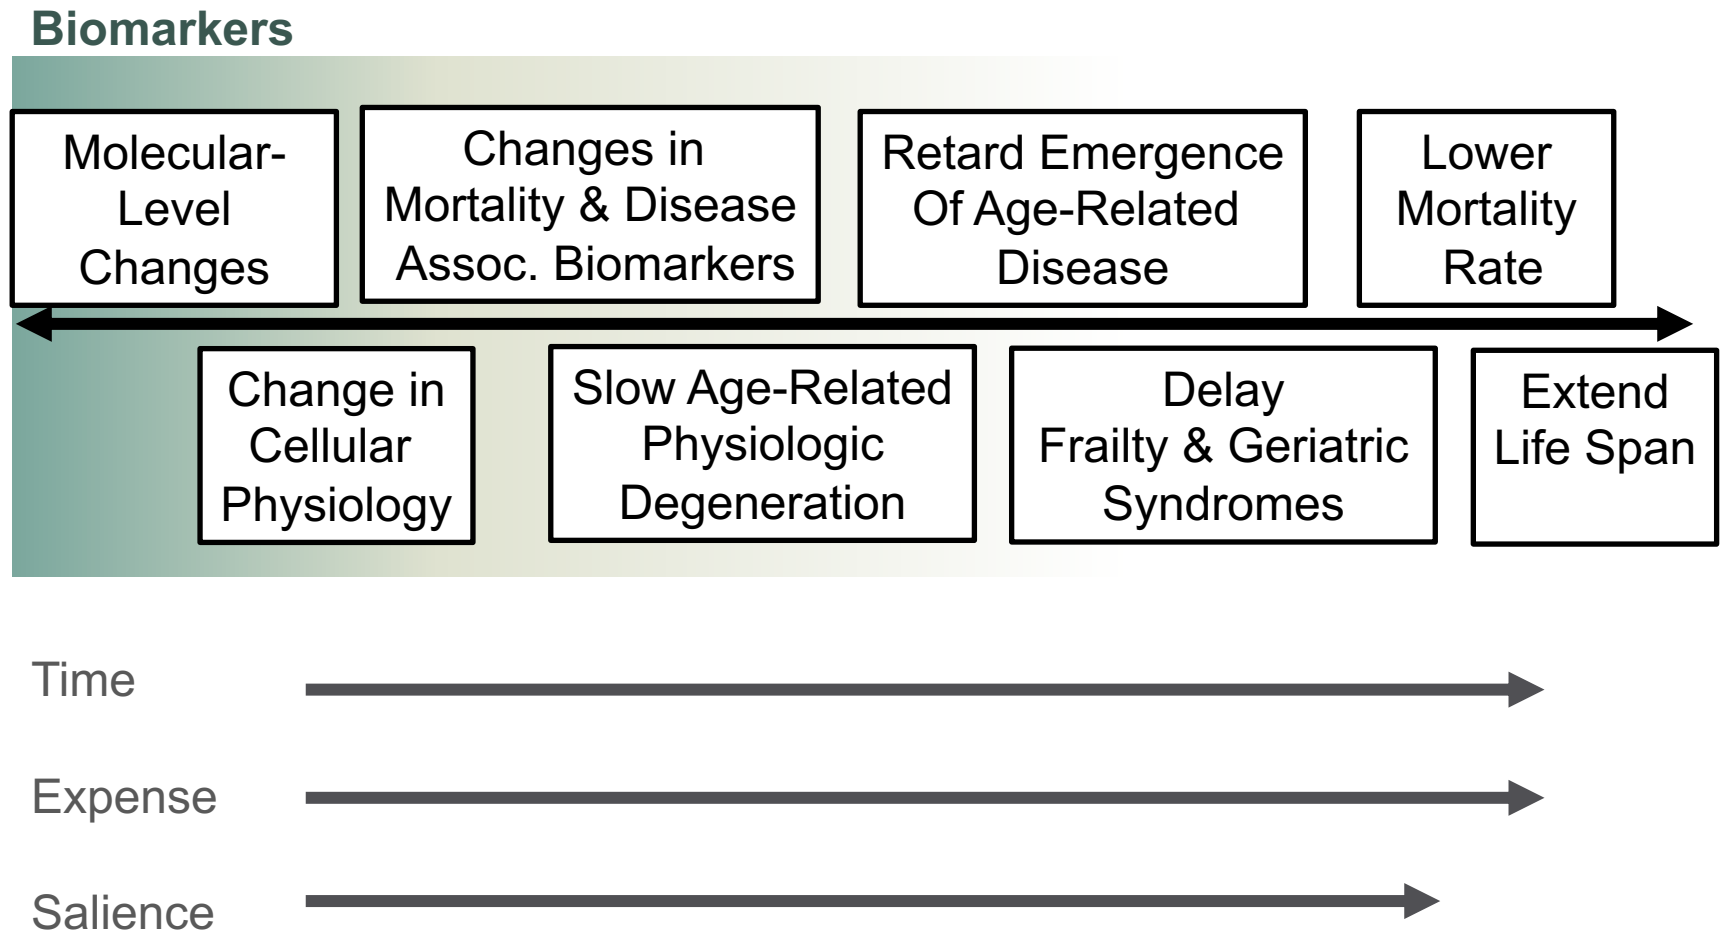 Biomarkers
Molecular-
Level
Changes
Changes in
Mortality & Disease
Assoc. Biomarkers
Retard Emergence
Of Age-Related
Disease
Lower
Mortality
Rate
Change in
Cellular
Physiology
Slow Age-Related
Physiologic
Degeneration
Delay
Frailty & Geriatric
Syndromes
Extend
Life Span
Time
Expense
Salience